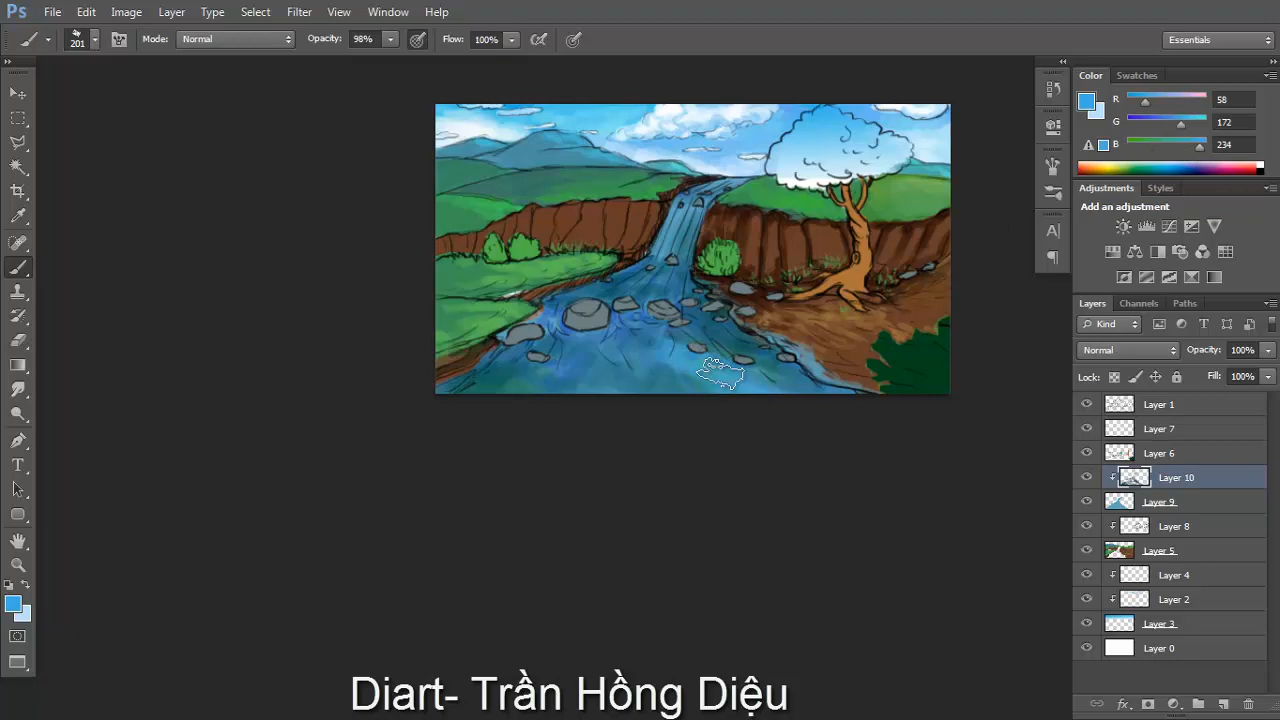 Ps File Edit Image Layer Type Select Filter View Window Help
201 Mode: Normal Opacity: 98% Flow: 100% Essentials
Color Swatches
R 58
G 172
B 234
Adjustments Styles
Add an adjustment
Layers Channels Paths
Kind
Normal Opacity: 100%
Lock: Fill: 100%
Layer 1
Layer 7
Layer 6
Layer 10
Layer 9
Layer 8
Layer 5
Layer 4
Layer 2
Layer 3
Layer 0
Diart- Trần Hồng Diệu